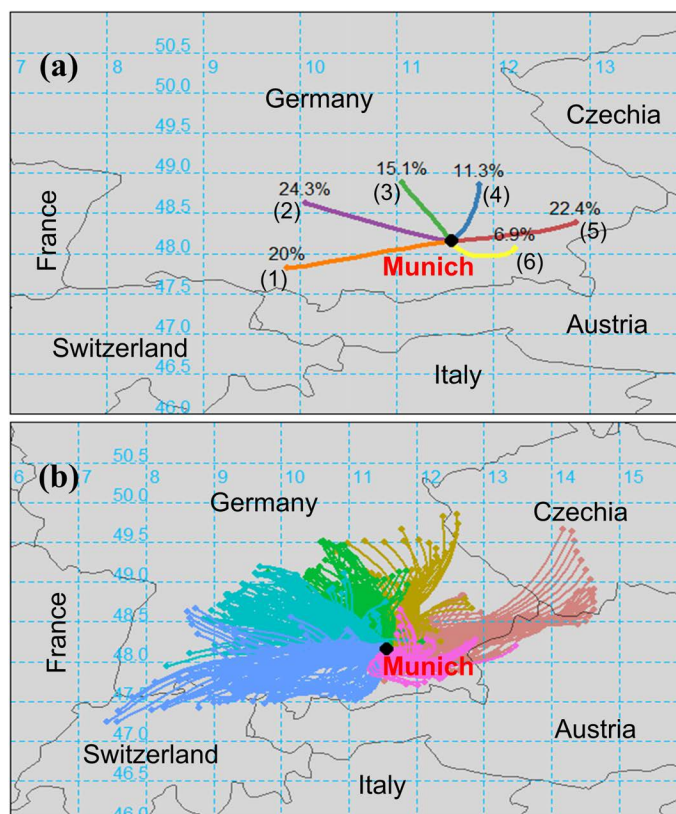 (a)
7 8 9 10 11 12 13
50.5
50.0
49.5
49.0
48.5
48.0
47.5
47.0
46.5
46.0
Germany
Czechia
France
Switzerland
Italy
Austria
Munich
24.3%
(2)
15.1%
(3)
11.3%
(4)
22.4%
(5)
6.9%
(6)
20%
(1)
(b)
6 7 8 9 10 11 12 13 14 15
50.5
50.0
49.5
49.0
48.5
48.0
47.5
47.0
46.5
46.0
Germany
Czechia
France
Munich
Switzerland
Italy
Austria